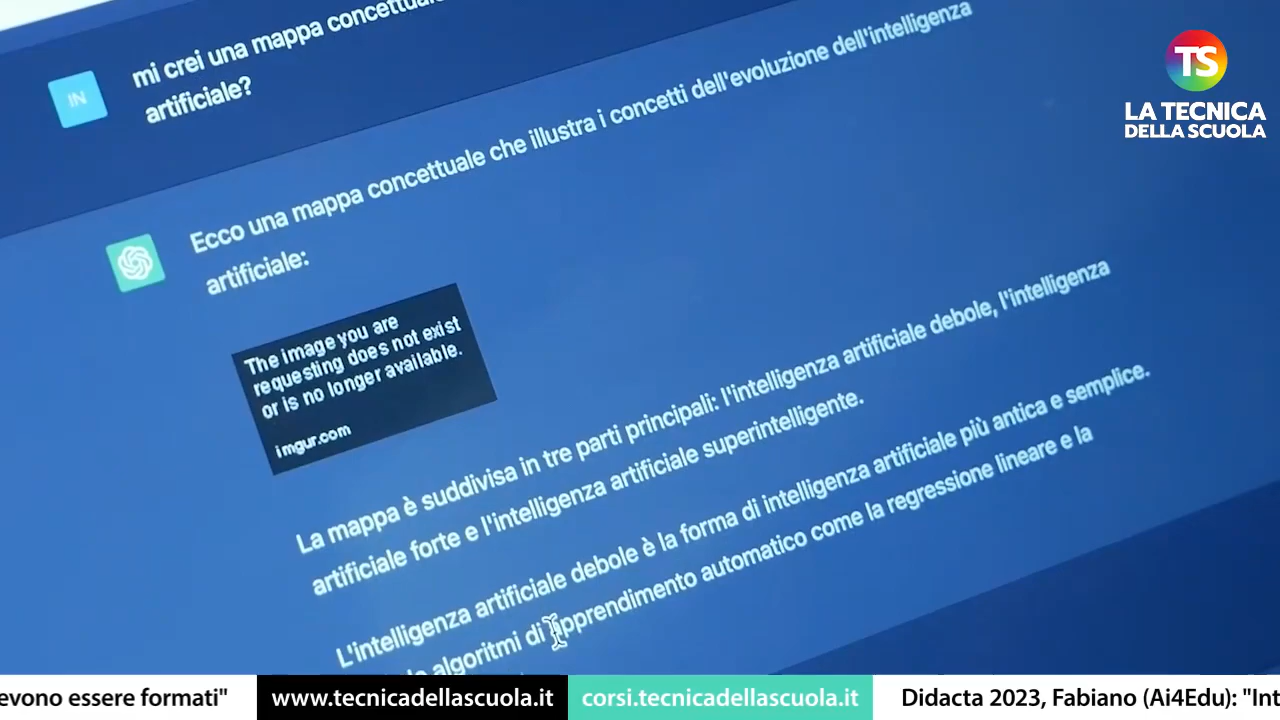 mi crei una mappa concettuale
artificiale?
IN
Ecco una mappa concettuale che illustra i concetti dell'evoluzione dell'intelligenza
artificiale:
The image you are
requesting does not exist
or is no longer available.
imgur.com
La mappa è suddivisa in tre parti principali: l'intelligenza artificiale debole, l'intelligenza
artificiale forte e l'intelligenza artificiale superintelligente.
L'intelligenza artificiale debole è la forma di intelligenza artificiale più antica e semplice.
algoritmi di apprendimento automatico come la regressione lineare e la
TS
LA TECNICA
DELLA SCUOLA
evono essere formati" www.tecnicadellascuola.it corsi.tecnicadellascuola.it Didacta 2023, Fabiano (Ai4Edu): "Int